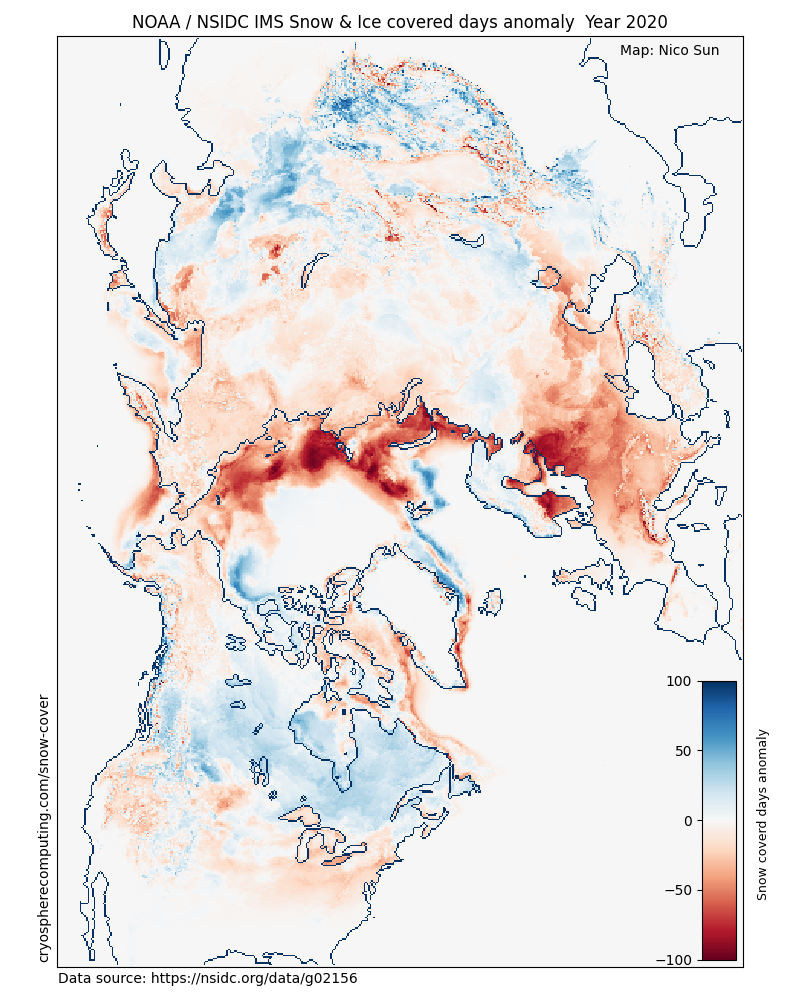 NOAA / NSIDC IMS Snow & Ice covered days anomaly  Year 2020
Map: Nico Sun
cryospherecomputing.com/snow-cover
100
50
0
−50
−100
Snow coverd days anomaly
Data source: https://nsidc.org/data/g02156